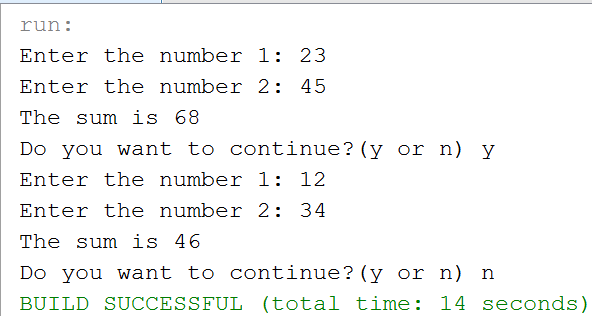 run:
Enter the number 1: 23
Enter the number 2: 45
The sum is 68
Do you want to continue?(y or n) y
Enter the number 1: 12
Enter the number 2: 34
The sum is 46
Do you want to continue?(y or n) n
BUILD SUCCESSFUL (total time: 14 seconds)